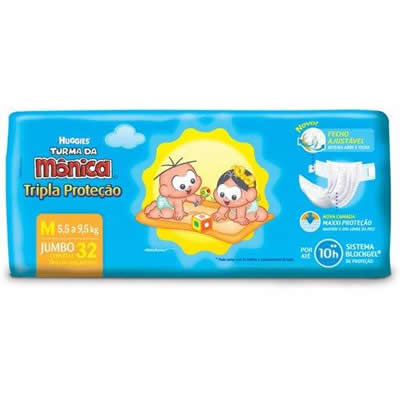 HUGGIES
TURMA DA
Mônica
Tripla Proteção
M 5,5 a 9,5 kg
JUMBO
32
Novo!
FECHO
AJUSTÁVEL
NOVA CAMADA
MAXXI PROTEÇÃO
POR
ATÉ
10h
SISTEMA
BLOCKGEL
DE PROTEÇÃO